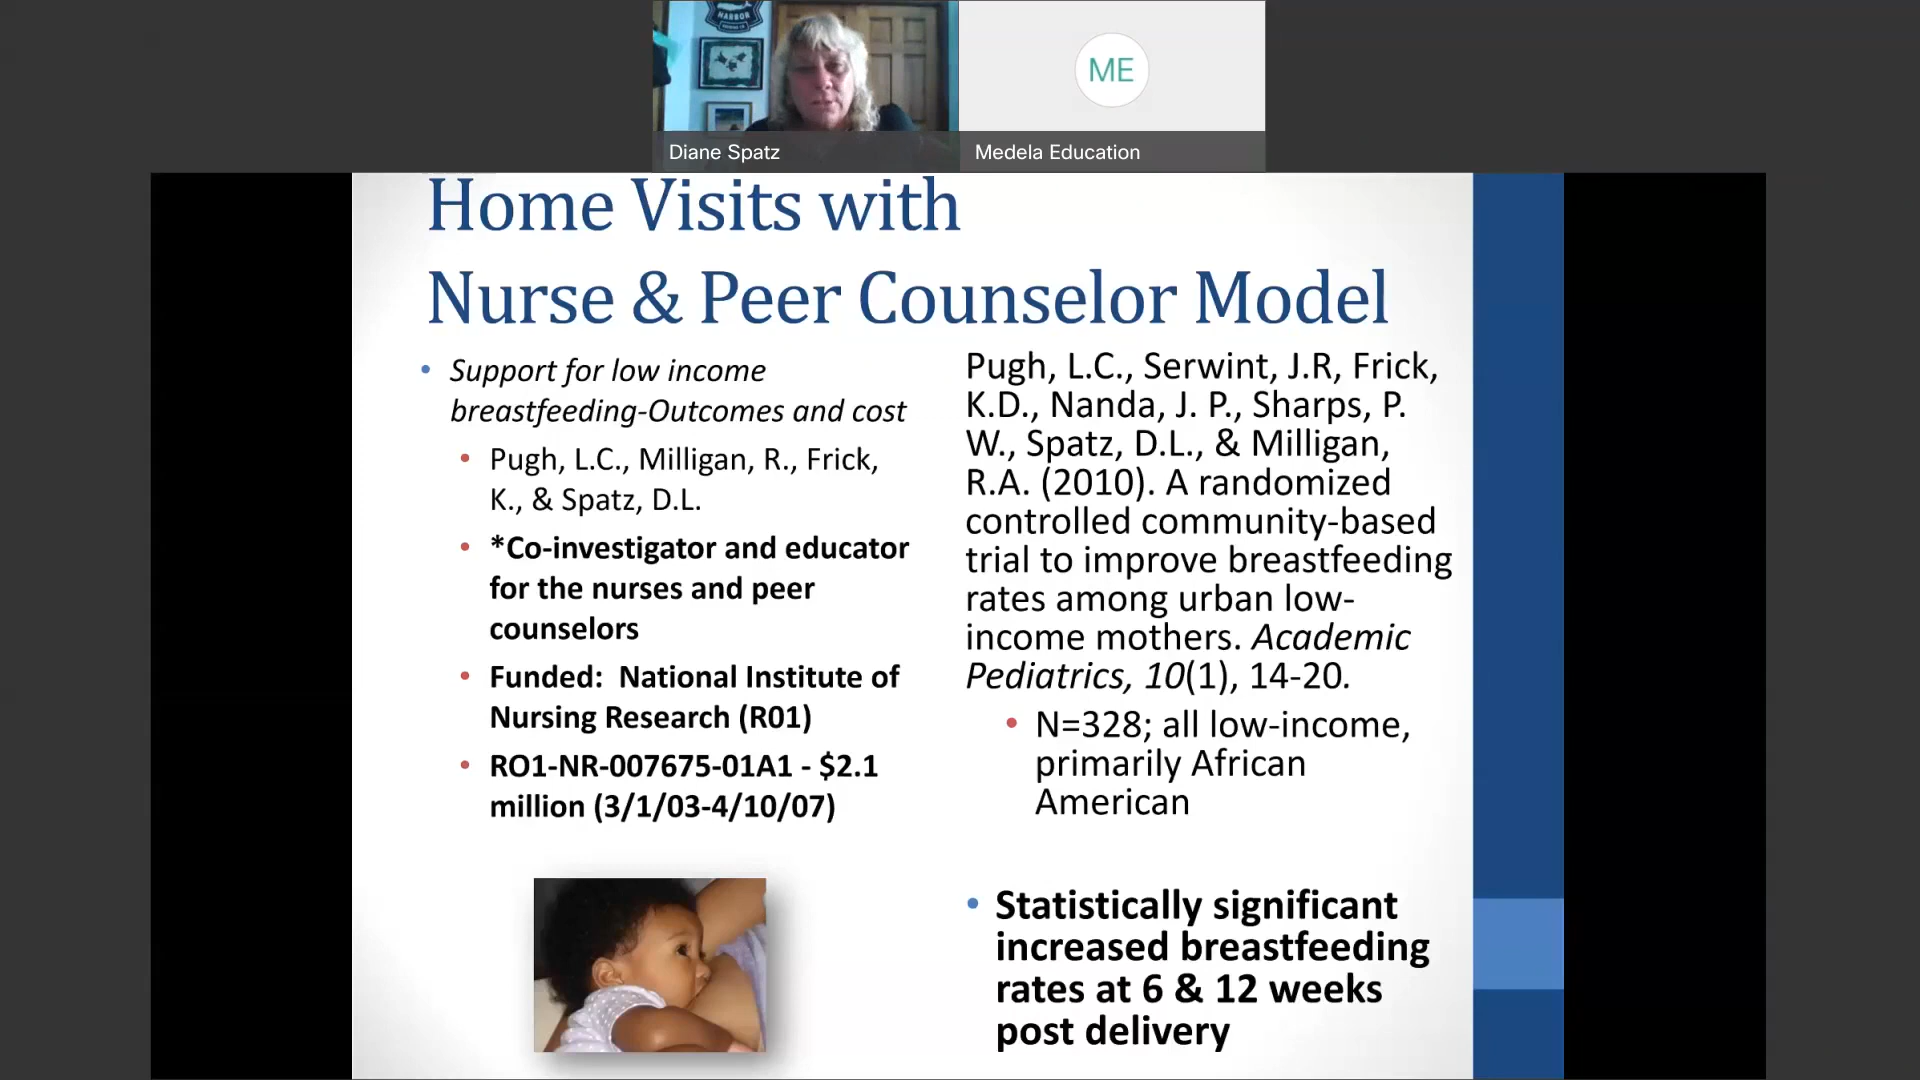 HARBOR
ME
Diane Spatz
Medela Education
Home Visits with
Nurse & Peer Counselor Model
• Support for low income
breastfeeding-Outcomes and cost
• Pugh, L.C., Milligan, R., Frick,
K., & Spatz, D.L.
• *Co-investigator and educator
for the nurses and peer
counselors
• Funded:  National Institute of
Nursing Research (R01)
• RO1-NR-007675-01A1 - $2.1
million (3/1/03-4/10/07)
Pugh, L.C., Serwint, J.R, Frick,
K.D., Nanda, J. P., Sharps, P.
W., Spatz, D.L., & Milligan,
R.A. (2010). A randomized
controlled community-based
trial to improve breastfeeding
rates among urban low-
income mothers. Academic
Pediatrics, 10(1), 14-20.
• N=328; all low-income,
primarily African
American
• Statistically significant
increased breastfeeding
rates at 6 & 12 weeks
post delivery